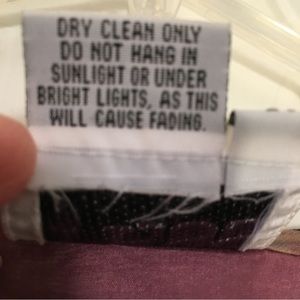 DRY CLEAN ONLY
DO NOT HANG IN
SUNLIGHT OR UNDER
BRIGHT LIGHTS, AS THIS
WILL CAUSE FADING.